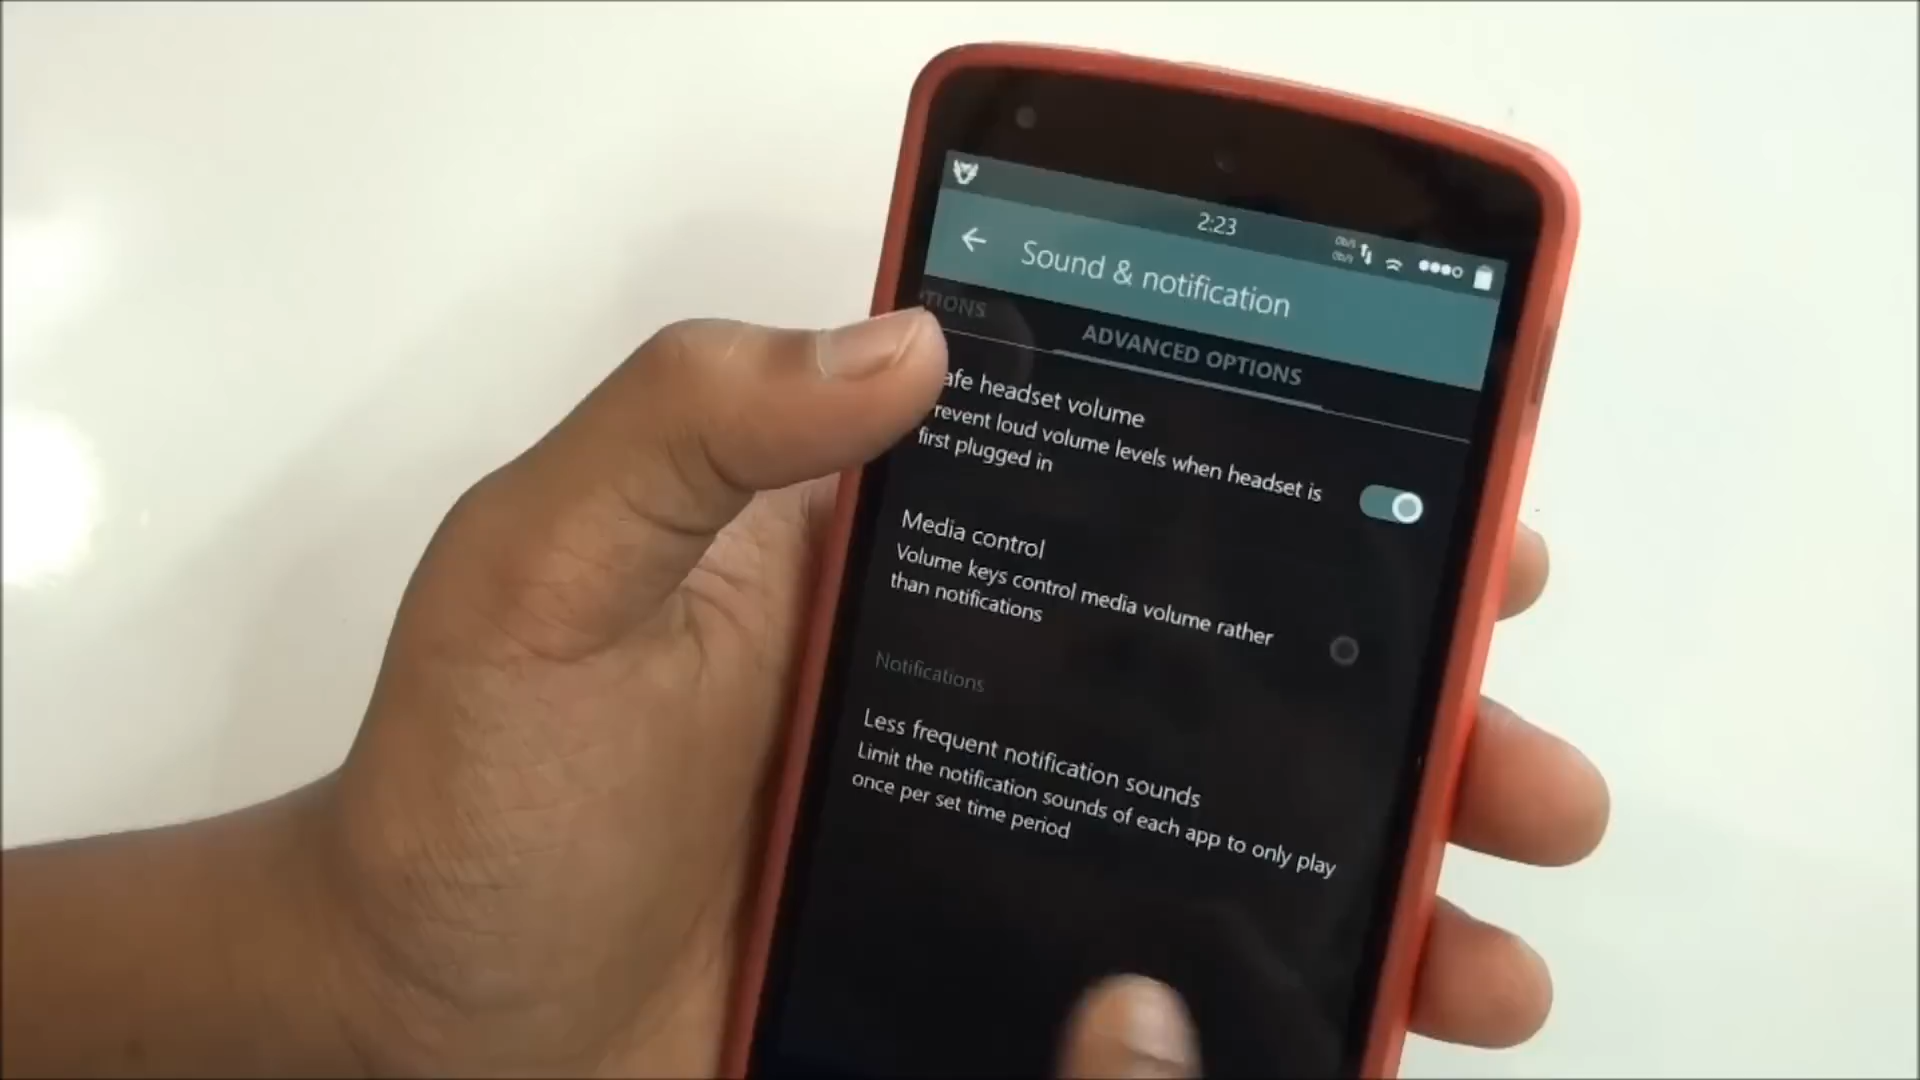 2:23
Sound & notification
TIONS
ADVANCED OPTIONS
afe headset volume
revent loud volume levels when headset is
first plugged in
Media control
Volume keys control media volume rather
than notifications
Notifications
Less frequent notification sounds
Limit the notification sounds of each app to only play
once per set time period